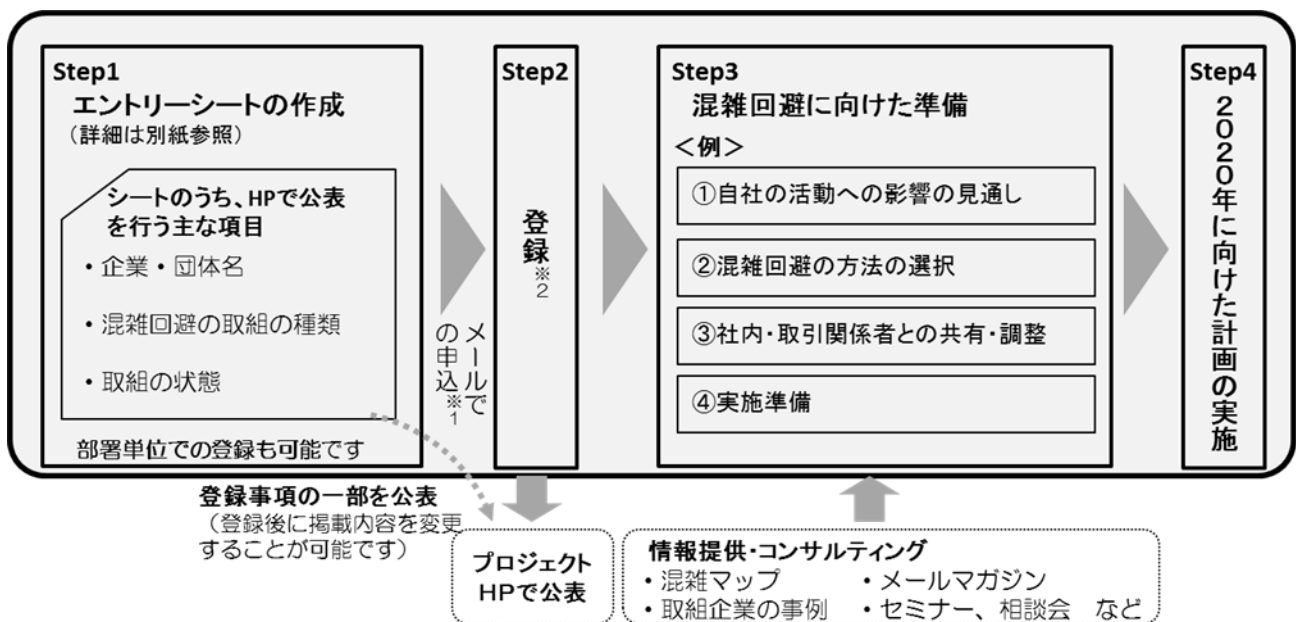 Step1
エントリーシートの作成
（詳細は別紙参照）
シートのうち、HPで公表
を行う主な項目
・企業・団体名
・混雑回避の取組の種類
・取組の状態
部署単位での登録も可能です
メールで
の申込※1
Step2
登録※2
Step3
混雑回避に向けた準備
＜例＞
①自社の活動への影響の見通し
②混雑回避の方法の選択
③社内・取引関係者との共有・調整
④実施準備
Step4
2020年に向けた計画の実施
登録事項の一部を公表
（登録後に掲載内容を変更
することが可能です）
プロジェクト
HPで公表
情報提供・コンサルティング
・混雑マップ ・メールマガジン
・取組企業の事例 ・セミナー、相談会 など